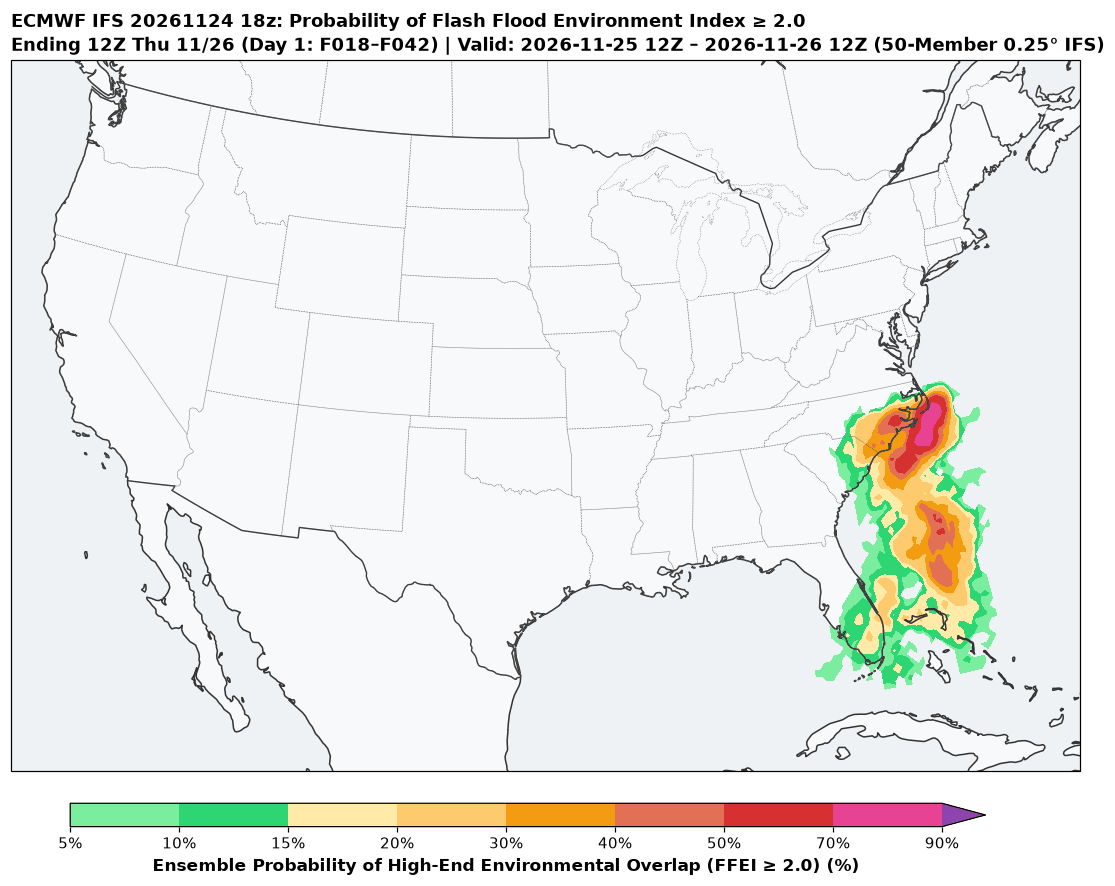 ECMWF IFS 20261124 18z: Probability of Flash Flood Environment Index ≥ 2.0
Ending 12Z Thu 11/26 (Day 1: F018–F042) | Valid: 2026-11-25 12Z – 2026-11-26 12Z (50-Member 0.25° IFS)
5% 10% 15% 20% 30% 40% 50% 70% 90%
Ensemble Probability of High-End Environmental Overlap (FFEI ≥ 2.0) (%)